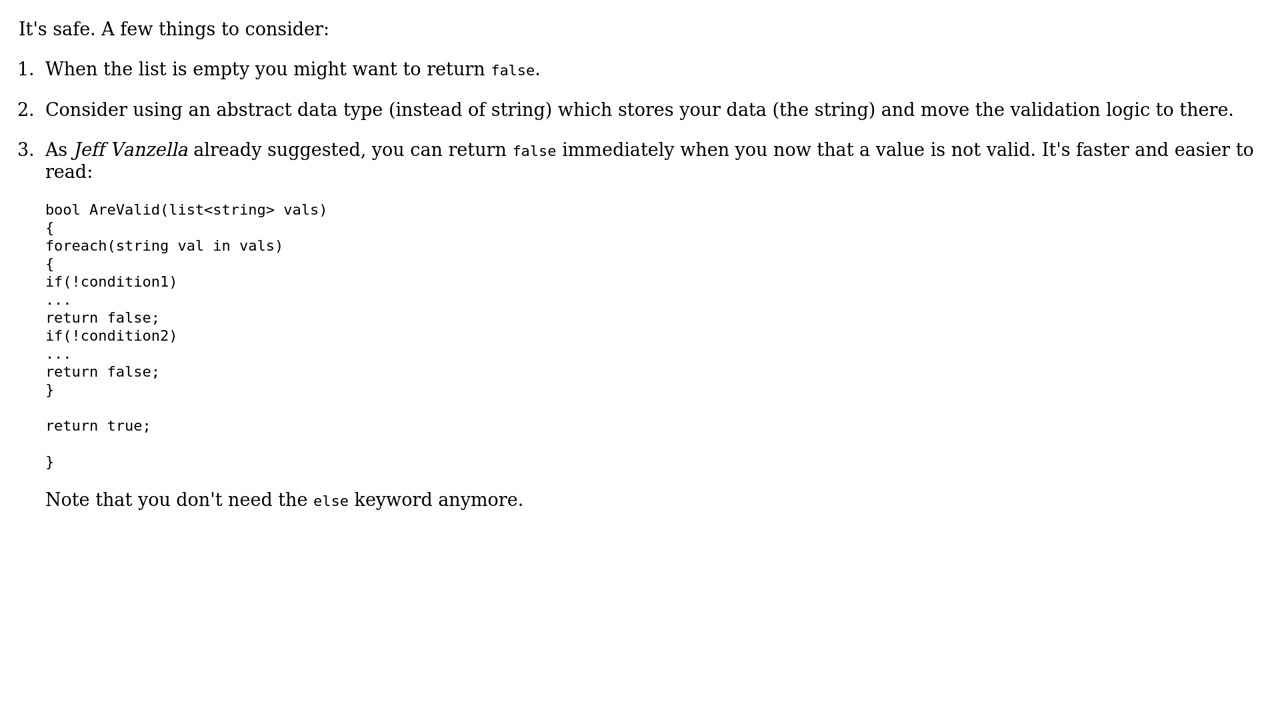 It's safe. A few things to consider:
1. When the list is empty you might want to return false.
2. Consider using an abstract data type (instead of string) which stores your data (the string) and move the validation logic to there.
3. As Jeff Vanzella already suggested, you can return false immediately when you now that a value is not valid. It's faster and easier to
read:
bool AreValid(list<string> vals)
{
foreach(string val in vals)
{
if(!condition1)
...
return false;
if(!condition2)
...
return false;
}
return true;
}
Note that you don't need the else keyword anymore.